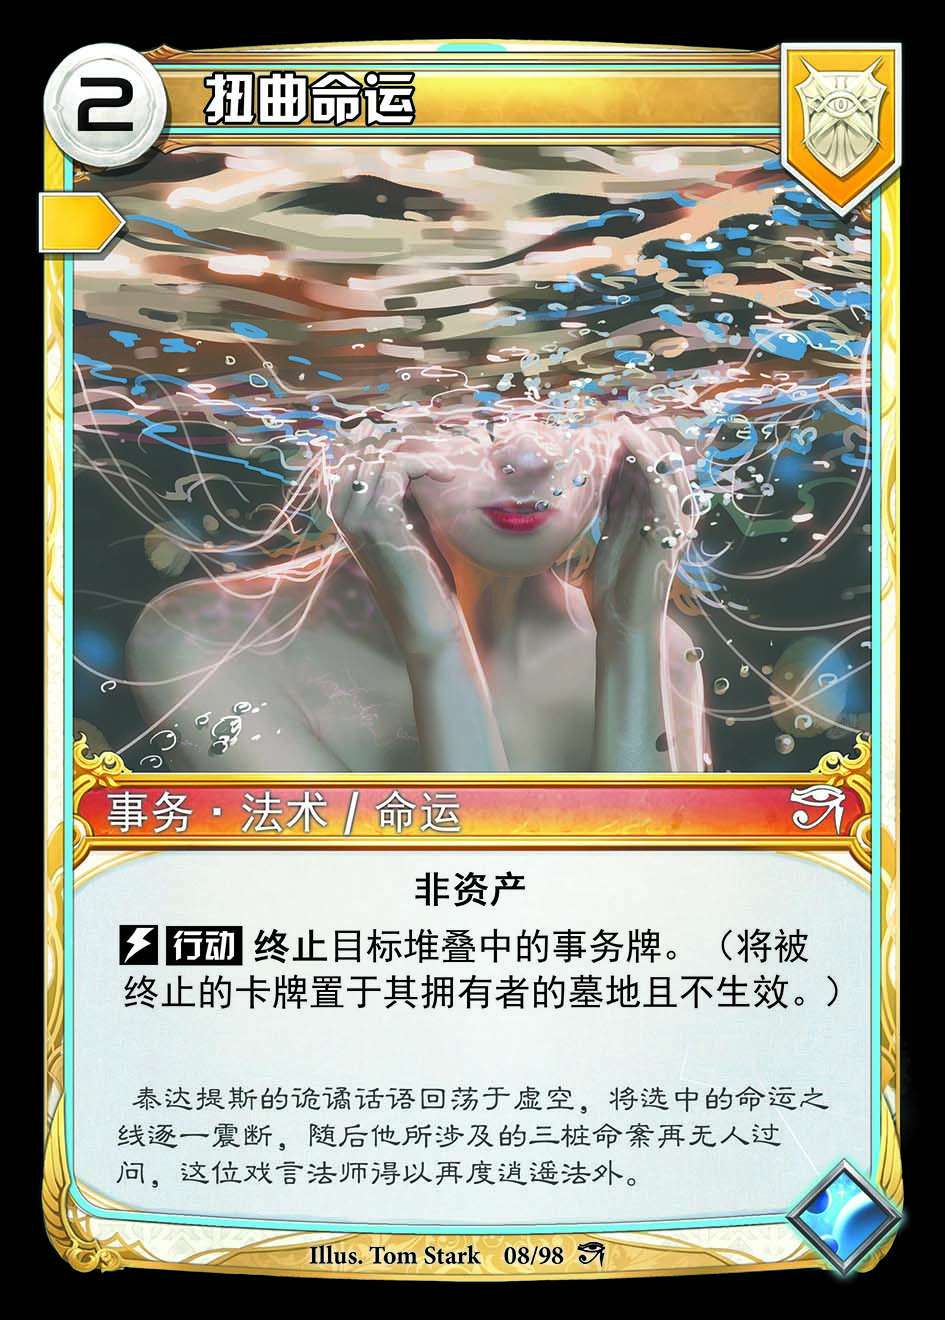 2
扭曲命运
事务·法术/命运
非资产
行动 终止目标堆叠中的事务牌。（将被
终止的卡牌置于其拥有者的墓地且不生效。）
泰达提斯的诡谲话语回荡于虚空，将选中的命运之
线逐一震断，随后他所涉及的三桩命案再无人过
问，这位戏言法师得以再度逍遥法外。
Illus. Tom Stark 08/98